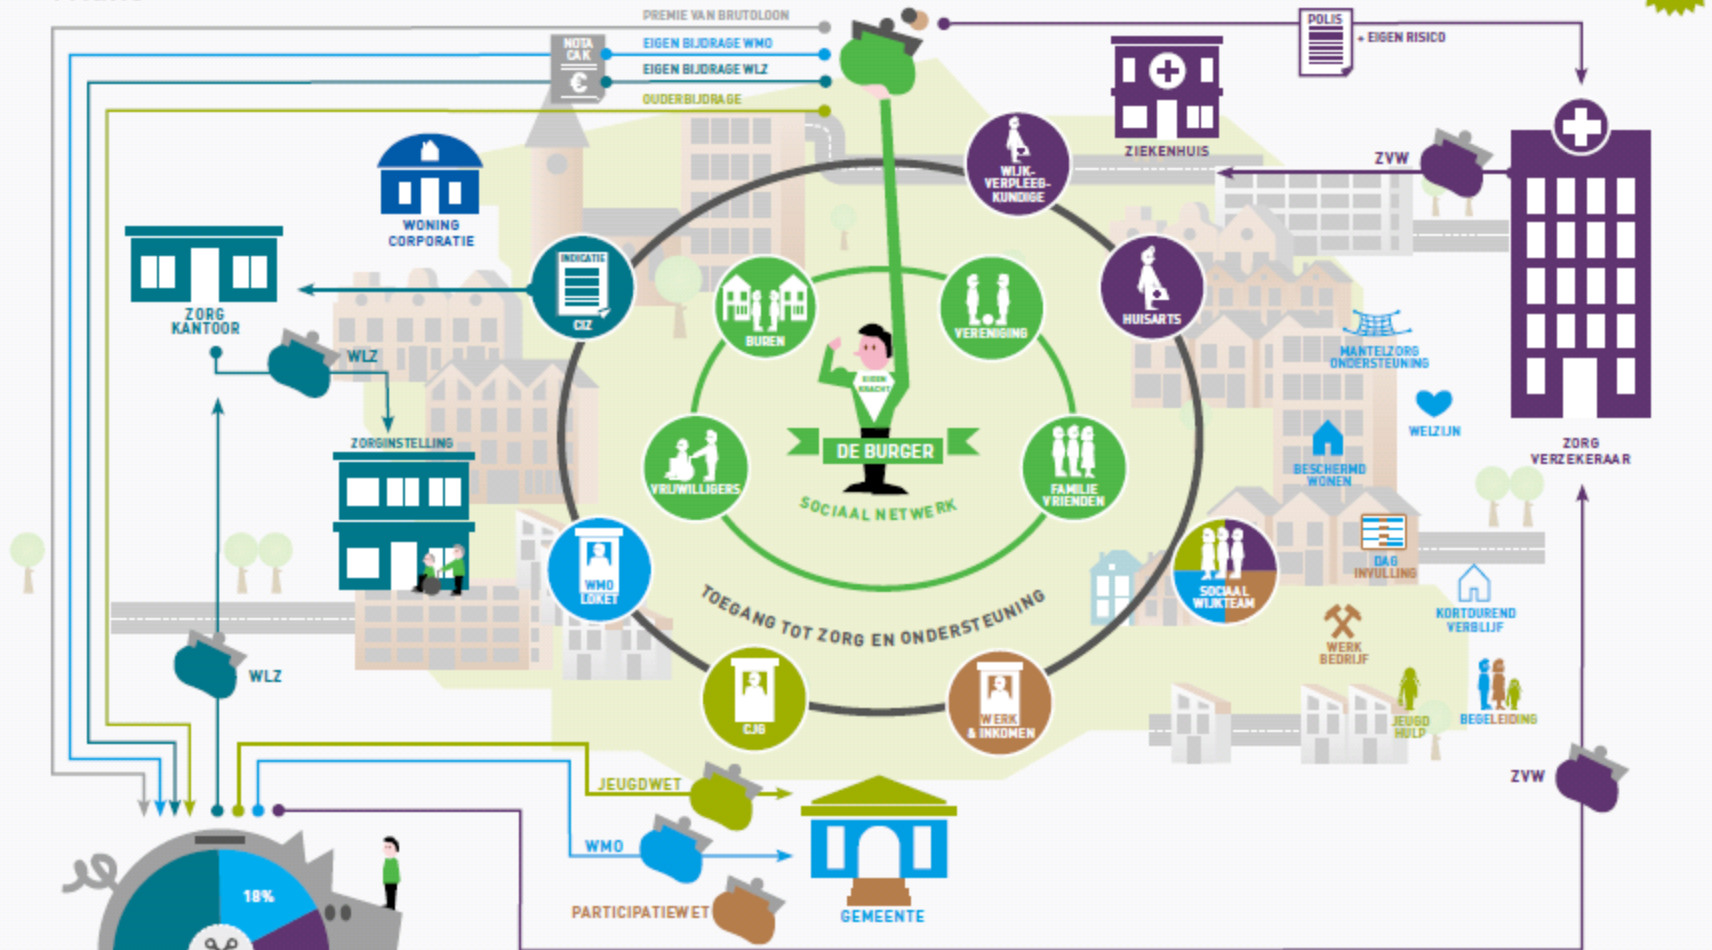 PREMIE VAN BRUTOLOON
EIGEN BIJDRAGE WMO
EIGEN BIJDRAGE WLZ
OUDERBIJDRAGE
NOTA
CAK
€
POLIS
+ EIGEN RISICO
ZIEKENHUIS
ZVW
WONING
CORPORATIE
WIJK-
VERPLEEG-
KUNDIGE
INDICATIE
CIZ
ZORG
KANTOOR
WLZ
BUREN
VERENIGING
HUISARTS
MANTELZORG
ONDERSTEUNING
EIGEN
KRACHT
WELZIJN
ZORGINSTELLING
DE BURGER
ZORG
VERZEKERAAR
BESCHERMD
WONEN
VRIJWILLIGERS
FAMILIE
VRIENDEN
SOCIAAL NETWERK
DAG
INVULLING
WMO
LOKET
SOCIAAL
WIJKTEAM
TOEGANG TOT ZORG EN ONDERSTEUNING
KORTDUREND
VERBLIJF
WERK
BEDRIJF
WLZ
CJG
WERK
& INKOMEN
JEUGD
HULP
BEGELEIDING
ZVW
JEUGDWET
WMO
PARTICIPATIEWET
GEMEENTE
18%